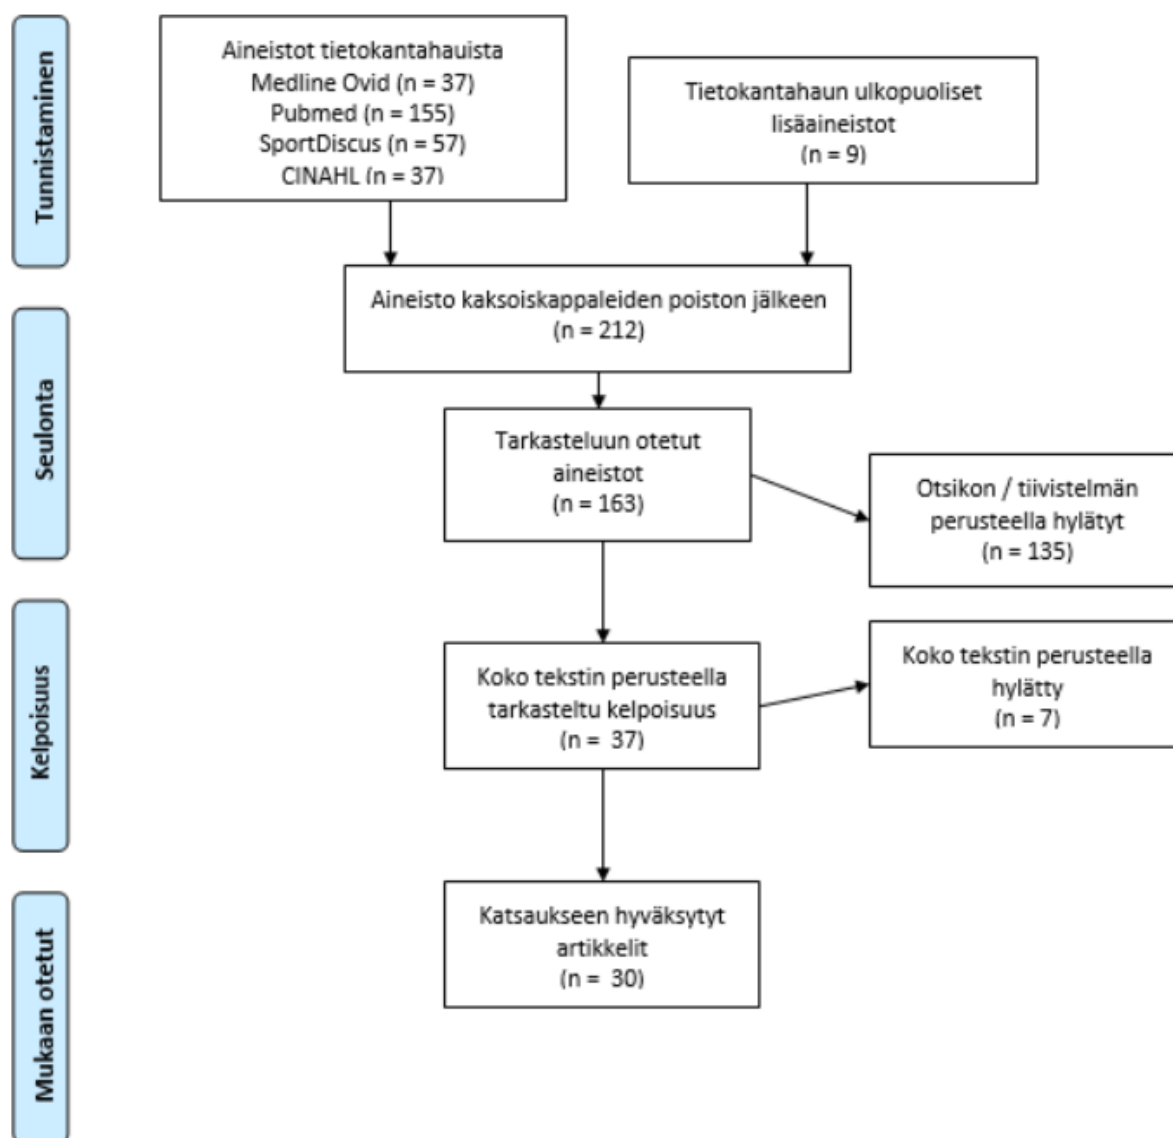 Tunnistaminen
Aineistot tietokantahauista
Medline Ovid (n = 37)
Pubmed (n = 155)
SportDiscus (n = 57)
CINAHL (n = 37)
Tietokantahaun ulkopuoliset
lisäaineistot
(n = 9)
Aineisto kaksoiskappaleiden poiston jälkeen
(n = 212)
Seulonta
Tarkasteluun otetut
aineistot
(n = 163)
Otsikon / tiivistelmän
perusteella hylätyt
(n = 135)
Kelpoisuus
Koko tekstin perusteella
tarkasteltu kelpoisuus
(n = 37)
Koko tekstin perusteella
hylätty
(n = 7)
Mukaan otetut
Katsaukseen hyväksytyt
artikkelit
(n = 30)